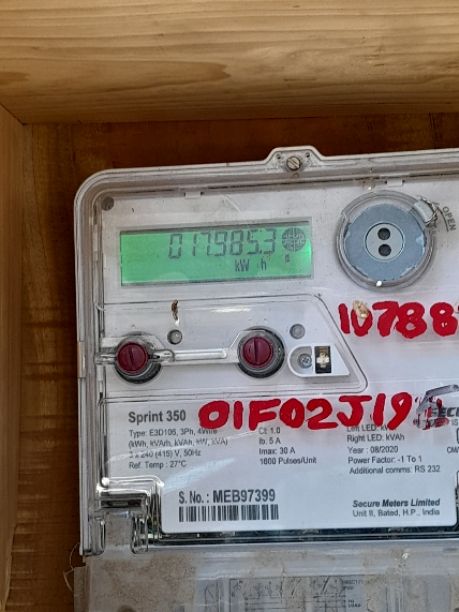 017985.3
kW h
OPEN
10788
01F02J19
Sprint 350
Type: E3D106, 3Ph, 4Wire
(kWh, kVArh, kVAh, kW, kVA)
3 x 240 (415) V, 50Hz
Ref. Temp : 27°C
Cl: 1.0
Ib: 5 A
Imax: 30 A
1600 Pulses/Unit
Left LED:
Right LED: kVAh
Year : 08/2020
Power Factor: -1 To 1
Additional comms: RS 232
S. No.: MEB97399
Secure Meters Limited
Unit II, Bated, H.P., India